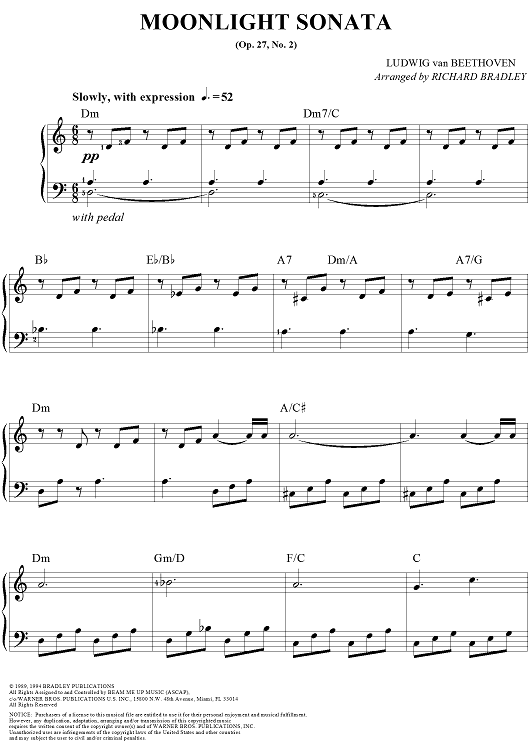 MOONLIGHT SONATA
(Op. 27, No. 2)
LUDWIG van BEETHOVEN
Arranged by RICHARD BRADLEY
Slowly, with expression ♩. = 52
Dm Dm7/C
pp
with pedal
B♭ E♭/B♭ A7 Dm/A A7/G
Dm A/C♯
Dm Gm/D F/C C
© 1989, 1994 BRADLEY PUBLICATIONS
All Rights Assigned to and Controlled by BEAM ME UP MUSIC (ASCAP),
c/o WARNER BROS. PUBLICATIONS U.S. INC., 15800 N.W. 48th Avenue, Miami, FL 33014
All Rights Reserved
NOTICE: Purchasers of a license to this musical file are entitled to use it for their personal enjoyment and musical fulfillment.
However, any duplication, adaptation, arranging and/or transmission of this copyrighted music
requires the written consent of the copyright owner(s) and of WARNER BROS. PUBLICATIONS, INC.
Unauthorized uses are infringements of the copyright laws of the United States and other countries
and may subject the user to civil and/or criminal penalties.